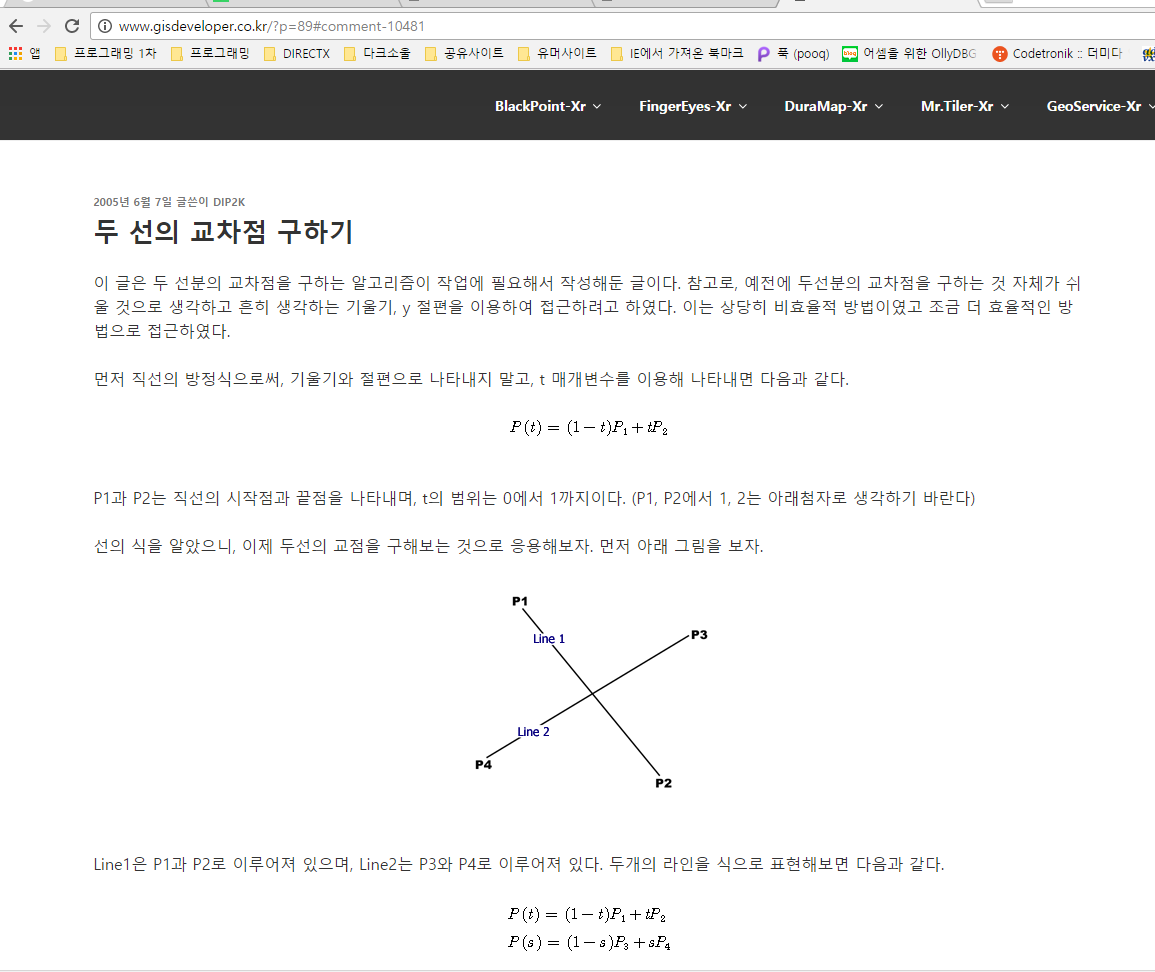 www.gisdeveloper.co.kr/?p=89#comment-10481
앱 프로그래밍 1차 프로그래밍 DIRECTX 다크소울 공유사이트 유머사이트 IE에서 가져온 북마크 푹 (pooq) 어셈을 위한 OllyDBG Codetronik :: 더미다
BlackPoint-Xr FingerEyes-Xr DuraMap-Xr Mr.Tiler-Xr GeoService-Xr
2005년 6월 7일 글쓴이 DIP2K
두 선의 교차점 구하기
이 글은 두 선분의 교차점을 구하는 알고리즘이 작업에 필요해서 작성해둔 글이다. 참고로, 예전에 두선분의 교차점을 구하는 것 자체가 쉬
울 것으로 생각하고 흔히 생각하는 기울기, y 절편을 이용하여 접근하려고 하였다. 이는 상당히 비효율적 방법이였고 조금 더 효율적인 방
법으로 접근하였다.
먼저 직선의 방정식으로써, 기울기와 절편으로 나타내지 말고, t 매개변수를 이용해 나타내면 다음과 같다.
P(t) = (1-t)P₁+tP₂
P1과 P2는 직선의 시작점과 끝점을 나타내며, t의 범위는 0에서 1까지이다. (P1, P2에서 1, 2는 아래첨자로 생각하기 바란다)
선의 식을 알았으니, 이제 두선의 교점을 구해보는 것으로 응용해보자. 먼저 아래 그림을 보자.
P1
P3
Line 1
Line 2
P4
P2
Line1은 P1과 P2로 이루어져 있으며, Line2는 P3와 P4로 이루어져 있다. 두개의 라인을 식으로 표현해보면 다음과 같다.
P(t) = (1-t)P₁+tP₂
P(s) = (1-s)P₃+sP₄